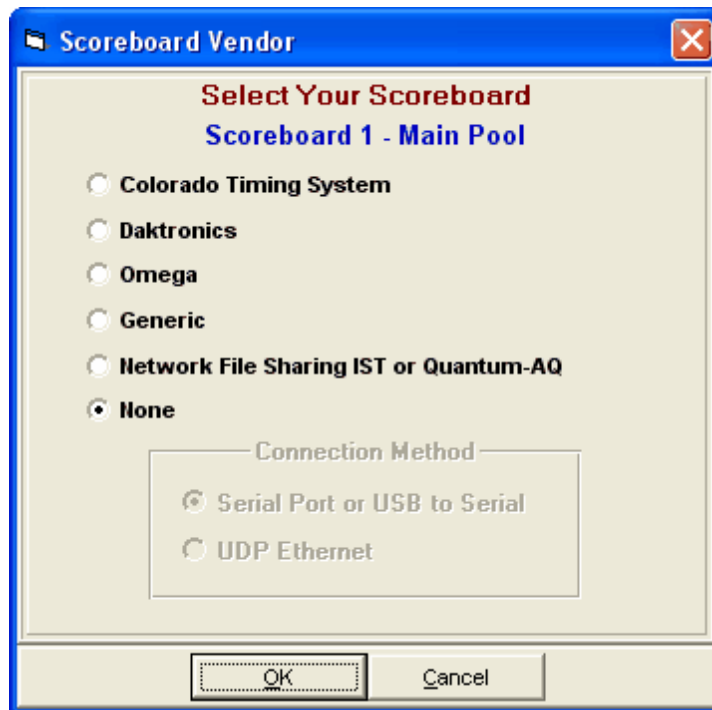 Scoreboard Vendor
Select Your Scoreboard
Scoreboard 1 - Main Pool
Colorado Timing System
Daktronics
Omega
Generic
Network File Sharing IST or Quantum-AQ
None
Connection Method
Serial Port or USB to Serial
UDP Ethernet
OK Cancel